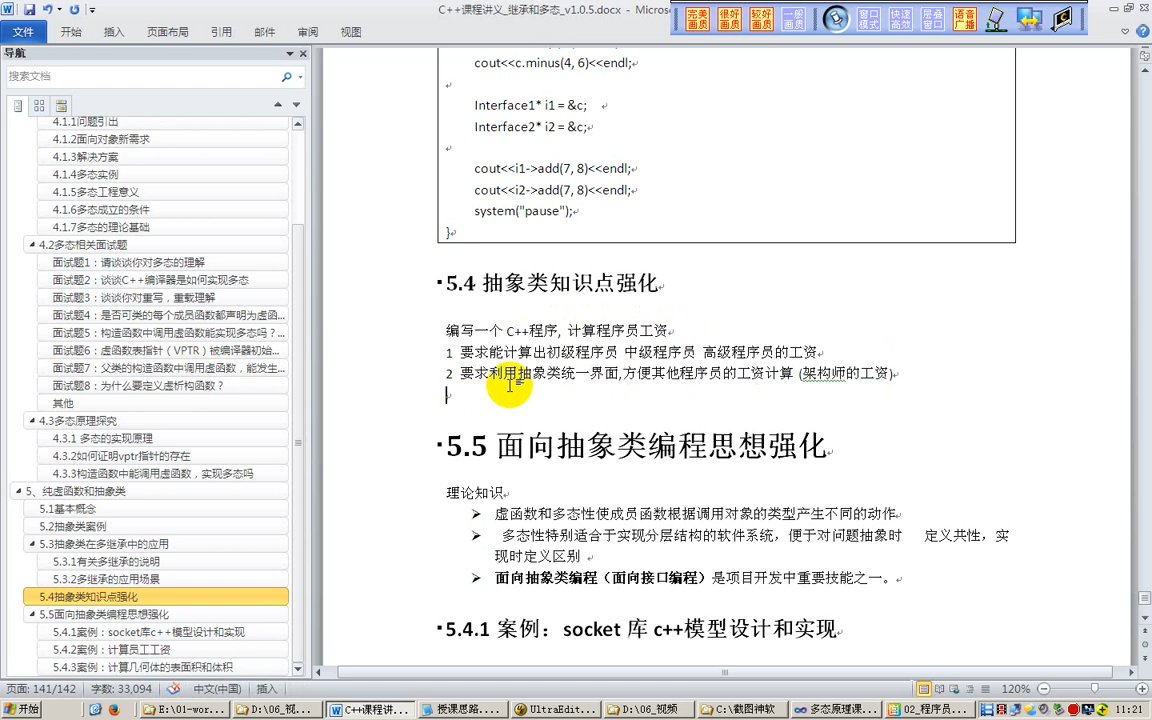 C++课程讲义_继承和多态_v1.0.5.docx - Micros
完美画质 很好画质 较好画质 一般画质 窗口模式 快速高效 层叠窗口 语音广播
文件 开始 插入 页面布局 引用 邮件 审阅 视图
导航
搜索文档
4.1.1问题引出
4.1.2面向对象新需求
4.1.3解决方案
4.1.4多态实例
4.1.5多态工程意义
4.1.6多态成立的条件
4.1.7多态的理论基础
4.2多态相关面试题
面试题1：请谈谈你对多态的理解
面试题2：谈谈C++编译器是如何实现多态
面试题3：谈谈你对重写，重载理解
面试题4：是否可类的每个成员函数都声明为虚函...
面试题5：构造函数中调用虚函数能实现多态吗？...
面试题6：虚函数表指针（VPTR）被编译器初始...
面试题7：父类的构造函数中调用虚函数，能发生...
面试题8：为什么要定义虚析构函数？
其他
4.3多态原理探究
4.3.1 多态的实现原理
4.3.2如何证明vptr指针的存在
4.3.3构造函数中能调用虚函数，实现多态吗
5、纯虚函数和抽象类
5.1基本概念
5.2抽象类案例
5.3抽象类在多继承中的应用
5.3.1有关多继承的说明
5.3.2多继承的应用场景
5.4抽象类知识点强化
5.5面向抽象类编程思想强化
5.4.1案例：socket库c++模型设计和实现
5.4.2案例：计算员工工资
5.4.3案例：计算几何体的表面积和体积
cout<<c.minus(4, 6)<<endl;
Interface1* i1 = &c;
Interface2* i2 = &c;
cout<<i1->add(7, 8)<<endl;
cout<<i2->add(7, 8)<<endl;
system("pause");
}
5.4 抽象类知识点强化
编写一个 C++程序, 计算程序员工资
1 要求能计算出初级程序员 中级程序员 高级程序员的工资
2 要求利用抽象类统一界面,方便其他程序员的工资计算 (架构师的工资)
5.5 面向抽象类编程思想强化
理论知识
➢ 虚函数和多态性使成员函数根据调用对象的类型产生不同的动作
➢ 多态性特别适合于实现分层结构的软件系统，便于对问题抽象时 定义共性，实
现时定义区别
➢ 面向抽象类编程（面向接口编程）是项目开发中重要技能之一。
5.4.1 案例：socket 库 c++模型设计和实现
页面: 141/142 字数: 33,094 中文(中国) 插入 120%
开始 E:\01-wor... D:\06_视... C++课程讲... 授课思路... UltraEdit... D:\06_视频 C:\截图神软 多态原理课... 02_程序员... 11:21